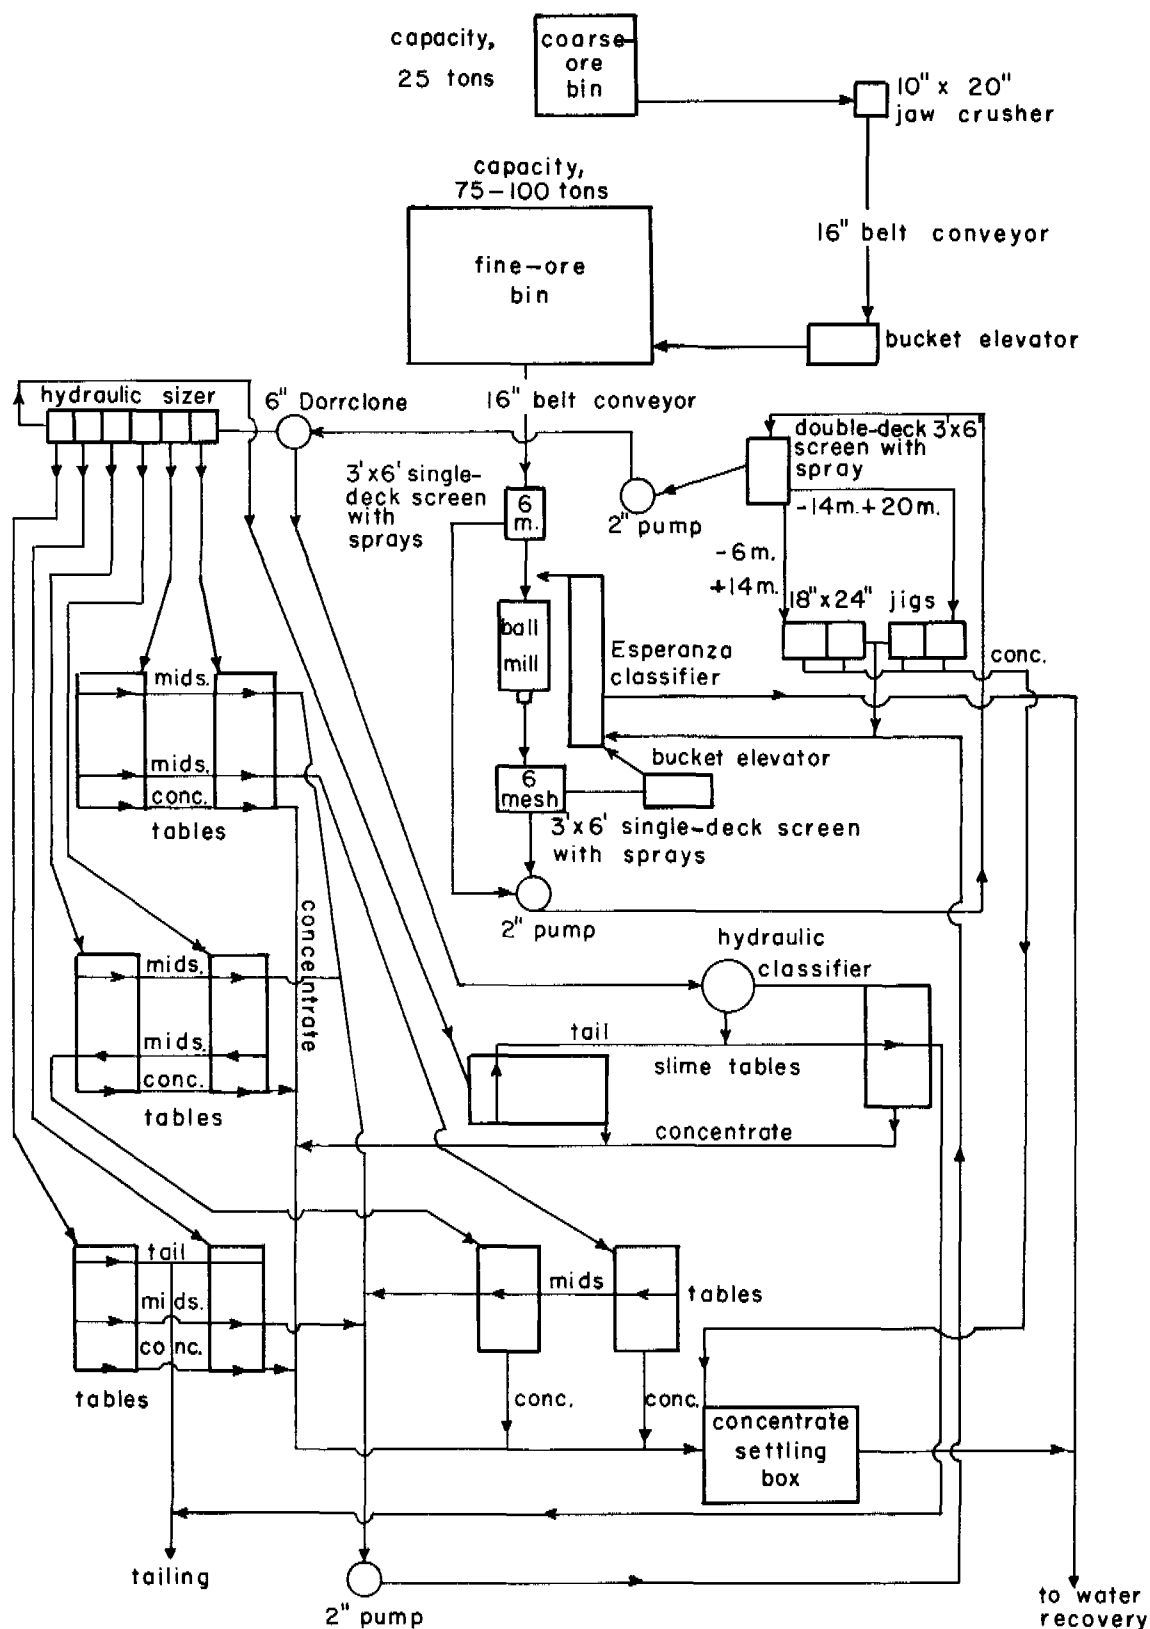 capacity,
25 tons
coarse
ore
bin
10" x 20"
jaw crusher
capacity,
75-100 tons
16" belt conveyor
fine-ore
bin
bucket elevator
hydraulic sizer
6" Dorrclone
16" belt conveyor
double-deck 3'x6'
screen with
spray
3'x6' single-
deck screen
with
sprays
6
m.
2" pump
-14m.+20m.
-6m.
+14m.
18"x24" jigs
ball
mill
Esperanza
classifier
conc.
mids.
mids.
conc.
tables
bucket elevator
6
mesh
3'x6' single-deck screen
with sprays
2" pump
concentrate
hydraulic
classifier
mids.
mids.
conc.
tables
tail
slime tables
concentrate
tail
mids.
conc.
tables
mids
tables
conc.
conc.
concentrate
settling
box
tailing
2" pump
to water
recovery